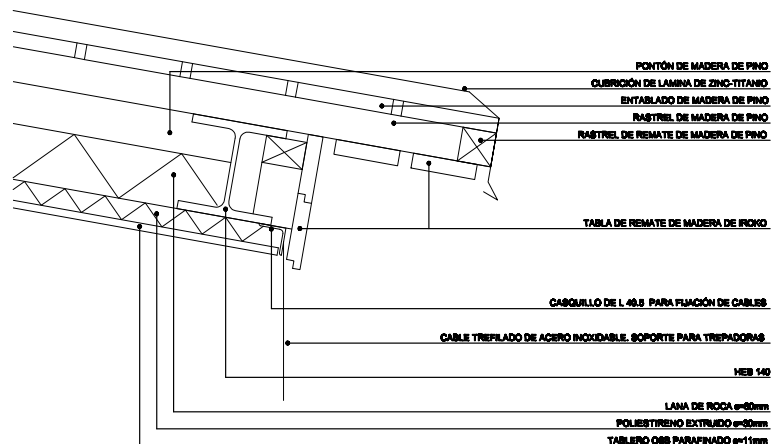 PONTÓN DE MADERA DE PINO
CUBRICIÓN DE LAMINA DE ZINC-TITANIO
ENTABLADO DE MADERA DE PINO
RASTREL DE MADERA DE PINO
RASTREL DE REMATE DE MADERA DE PINO
TABLA DE REMATE DE MADERA DE IROKO
CASQUILLO DE L 40.5 PARA FIJACIÓN DE CABLES
CABLE TREFILADO DE ACERO INOXIDABLE. SOPORTE PARA TREPADORAS
HEB 140
LANA DE ROCA e=60mm
POLIESTIRENO EXTRUIDO e=30mm
TABLERO OSB PARAFINADO e=11mm